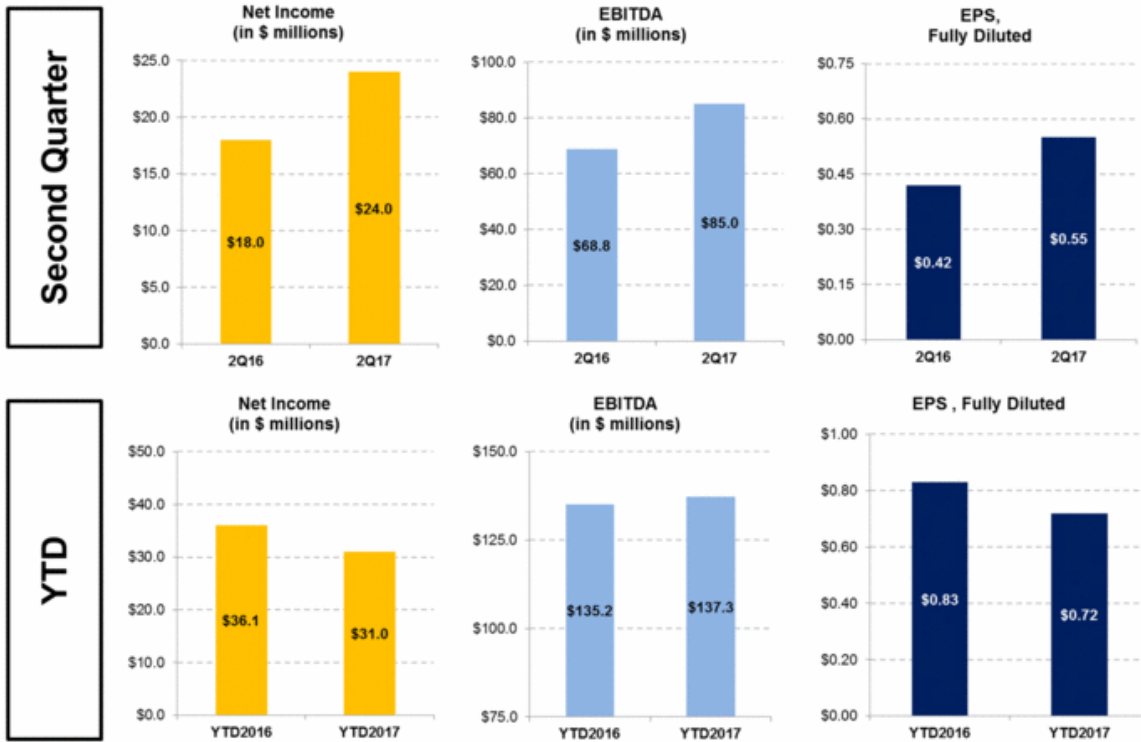 Second Quarter
Net Income
(in $ millions)
$25.0
$20.0
$15.0
$10.0
$5.0
$0.0
$18.0
$24.0
2Q16
2Q17
EBITDA
(in $ millions)
$100.0
$80.0
$60.0
$40.0
$20.0
$0.0
$68.8
$85.0
2Q16
2Q17
EPS,
Fully Diluted
$0.75
$0.60
$0.45
$0.30
$0.15
$0.00
$0.42
$0.55
2Q16
2Q17
YTD
Net Income
(in $ millions)
$50.0
$40.0
$30.0
$20.0
$10.0
$0.0
$36.1
$31.0
YTD2016
YTD2017
EBITDA
(in $ millions)
$150.0
$125.0
$100.0
$75.0
$135.2
$137.3
YTD2016
YTD2017
EPS , Fully Diluted
$1.00
$0.80
$0.60
$0.40
$0.20
$0.00
$0.83
$0.72
YTD2016
YTD2017